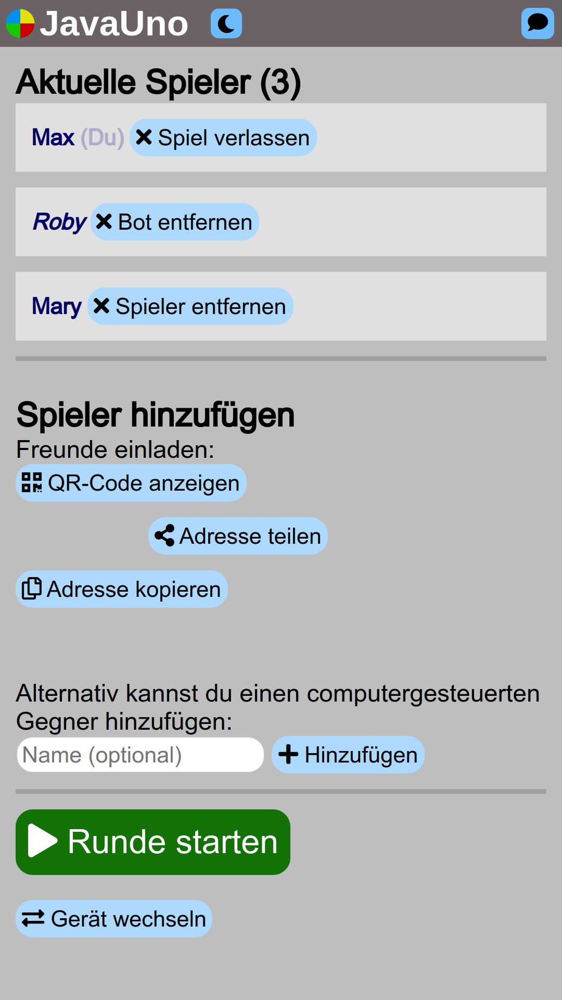 JavaUno
Aktuelle Spieler (3)
Max (Du) Spiel verlassen
Roby Bot entfernen
Mary Spieler entfernen
Spieler hinzufügen
Freunde einladen:
QR-Code anzeigen
Adresse teilen
Adresse kopieren
Alternativ kannst du einen computergesteuerten
Gegner hinzufügen:
Name (optional) Hinzufügen
Runde starten
Gerät wechseln